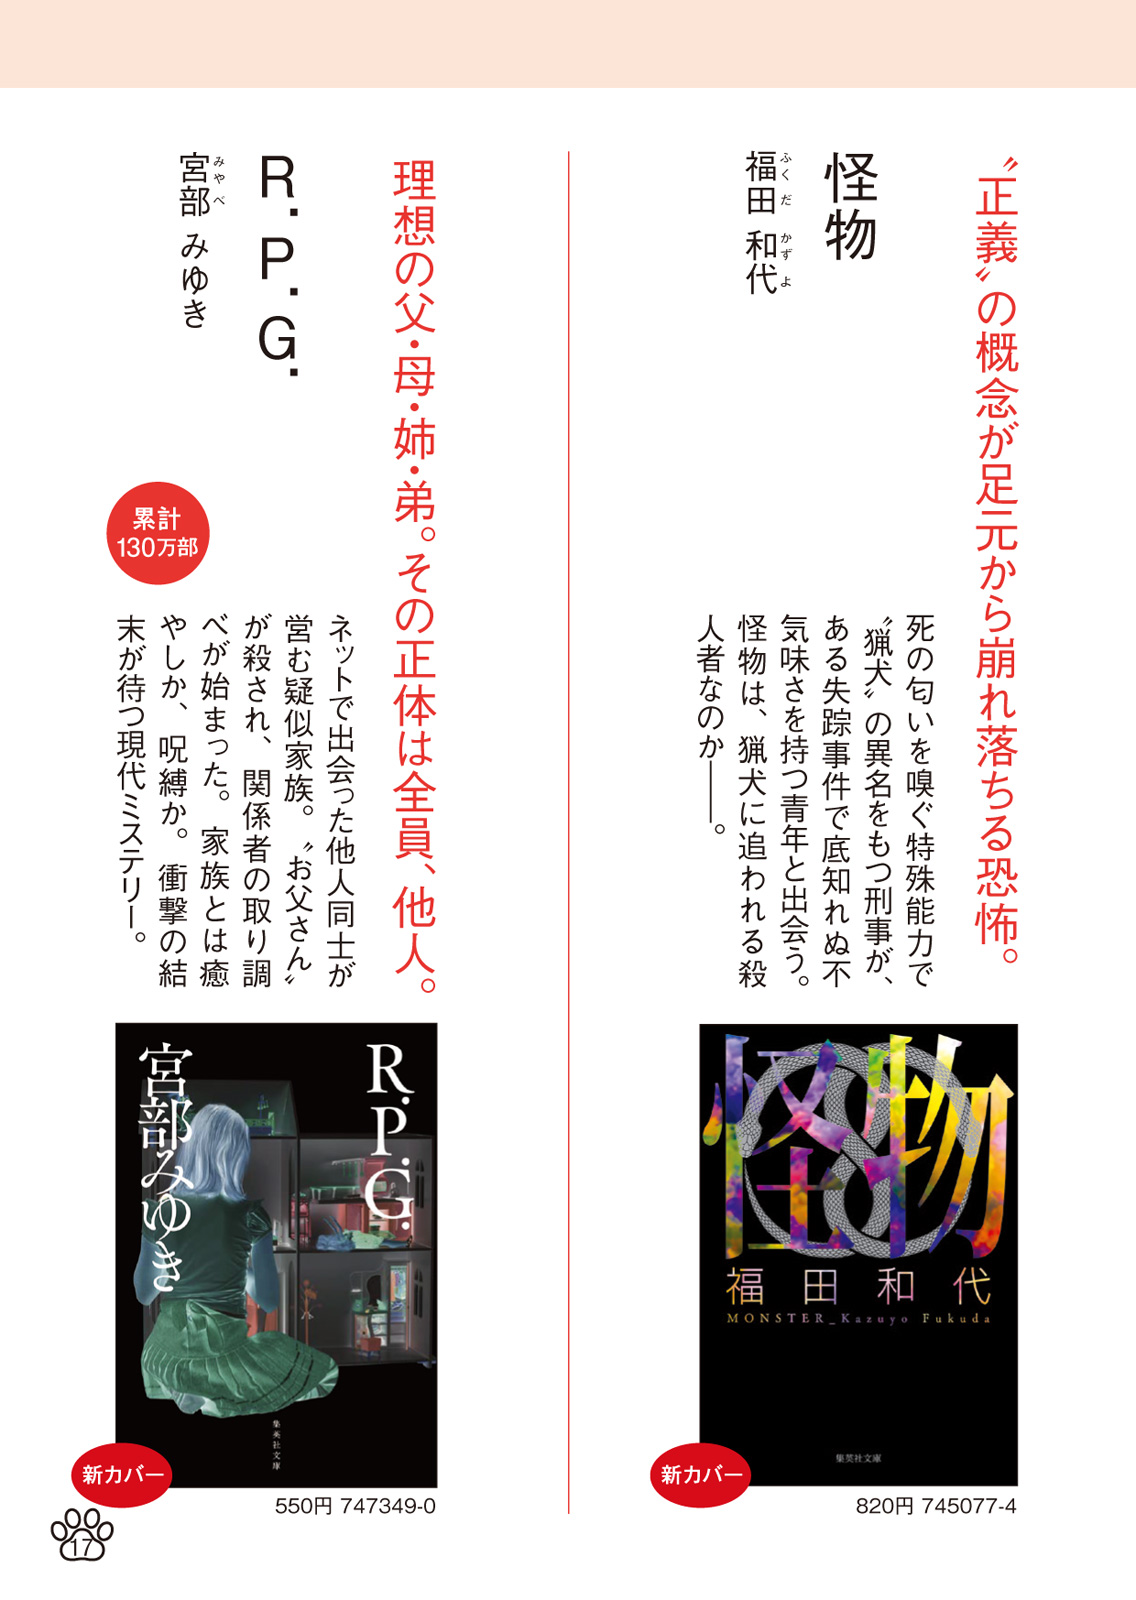 〝正義〟の概念が足元から崩れ落ちる恐怖。
怪物
福田 和代
ふくだ かずよ
死の匂いを嗅ぐ特殊能力で
〝猟犬〟の異名をもつ刑事が、
ある失踪事件で底知れぬ不
気味さを持つ青年と出会う。
怪物は、猟犬に追われる殺
人者なのか――。
怪物
福田和代
MONSTER_Kazuyo Fukuda
集英社文庫
新カバー
820円 745077-4
理想の父・母・姉・弟。その正体は全員、他人。
R.P.G.
宮部 みゆき
みやべ
累計
130万部
ネットで出会った他人同士が
営む疑似家族。〝お父さん〟
が殺され、関係者の取り調
べが始まった。家族とは癒
やしか、呪縛か。衝撃の結
末が待つ現代ミステリー。
R.P.G.
宮部みゆき
集英社文庫
新カバー
550円 747349-0
17